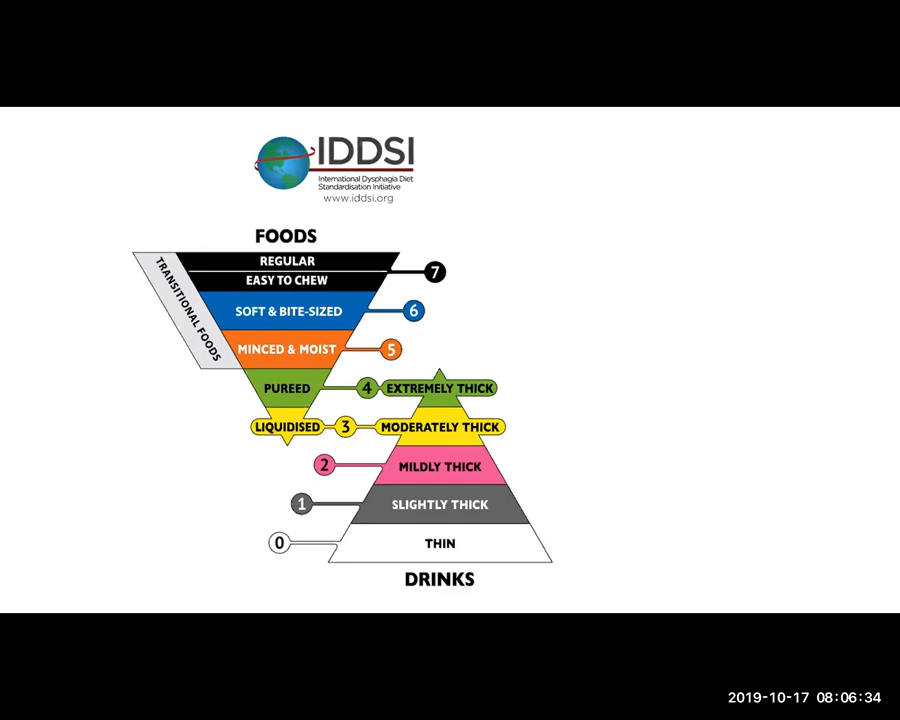 IDDSI
International Dysphagia Diet
Standardisation Initiative
www.iddsi.org
FOODS
TRANSITIONAL FOODS
REGULAR
EASY TO CHEW
7
SOFT & BITE-SIZED
6
MINCED & MOIST
5
PUREED
4
EXTREMELY THICK
LIQUIDISED
3
MODERATELY THICK
2
MILDLY THICK
1
SLIGHTLY THICK
0
THIN
DRINKS
2019-10-17 08:06:34